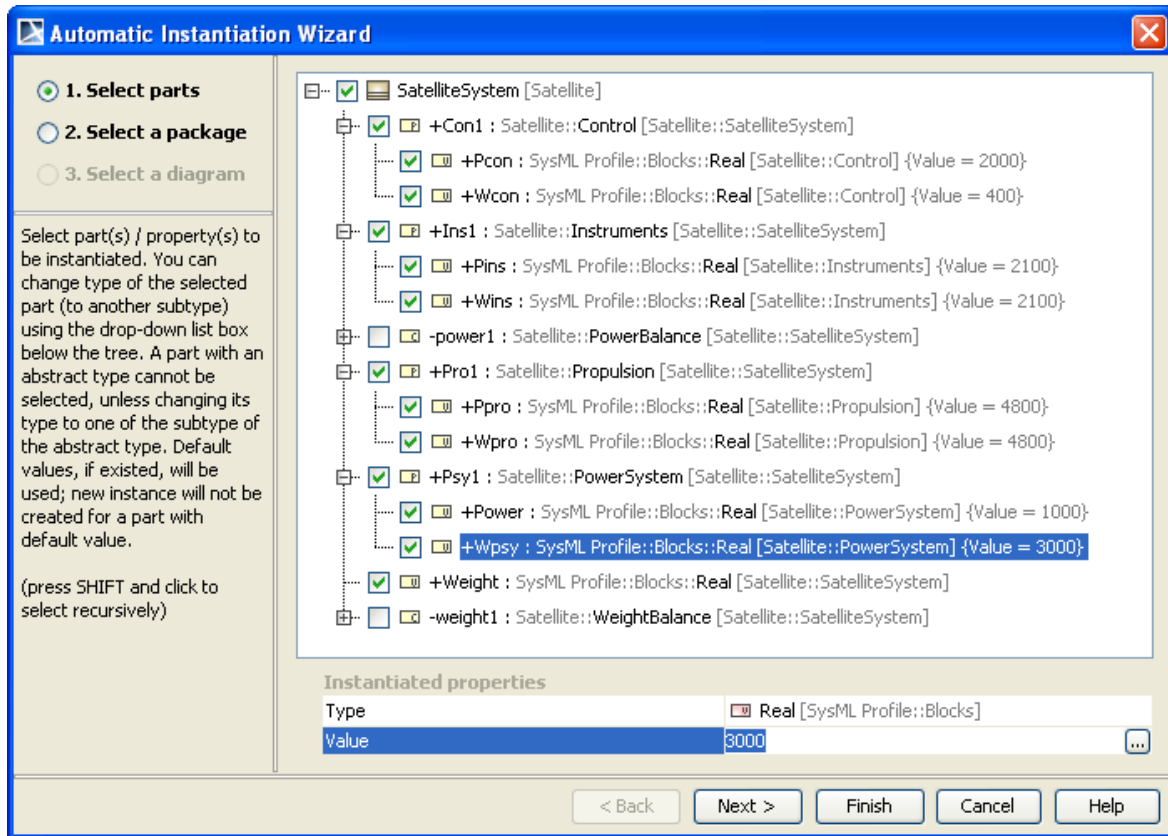 Automatic Instantiation Wizard
1. Select parts
2. Select a package
3. Select a diagram
Select part(s) / property(s) to
be instantiated. You can
change type of the selected
part (to another subtype)
using the drop-down list box
below the tree. A part with an
abstract type cannot be
selected, unless changing its
type to one of the subtype of
the abstract type. Default
values, if existed, will be
used; new instance will not be
created for a part with
default value.
(press SHIFT and click to
select recursively)
SatelliteSystem [Satellite]
+Con1 : Satellite::Control [Satellite::SatelliteSystem]
+Pcon : SysML Profile::Blocks::Real [Satellite::Control] {Value = 2000}
+Wcon : SysML Profile::Blocks::Real [Satellite::Control] {Value = 400}
+Ins1 : Satellite::Instruments [Satellite::SatelliteSystem]
+Pins : SysML Profile::Blocks::Real [Satellite::Instruments] {Value = 2100}
+Wins : SysML Profile::Blocks::Real [Satellite::Instruments] {Value = 2100}
-power1 : Satellite::PowerBalance [Satellite::SatelliteSystem]
+Pro1 : Satellite::Propulsion [Satellite::SatelliteSystem]
+Ppro : SysML Profile::Blocks::Real [Satellite::Propulsion] {Value = 4800}
+Wpro : SysML Profile::Blocks::Real [Satellite::Propulsion] {Value = 4800}
+Psy1 : Satellite::PowerSystem [Satellite::SatelliteSystem]
+Power : SysML Profile::Blocks::Real [Satellite::PowerSystem] {Value = 1000}
+Wpsy : SysML Profile::Blocks::Real [Satellite::PowerSystem] {Value = 3000}
+Weight : SysML Profile::Blocks::Real [Satellite::SatelliteSystem]
-weight1 : Satellite::WeightBalance [Satellite::SatelliteSystem]
Instantiated properties
Type Real [SysML Profile::Blocks]
Value 3000 ...
< Back Next > Finish Cancel Help